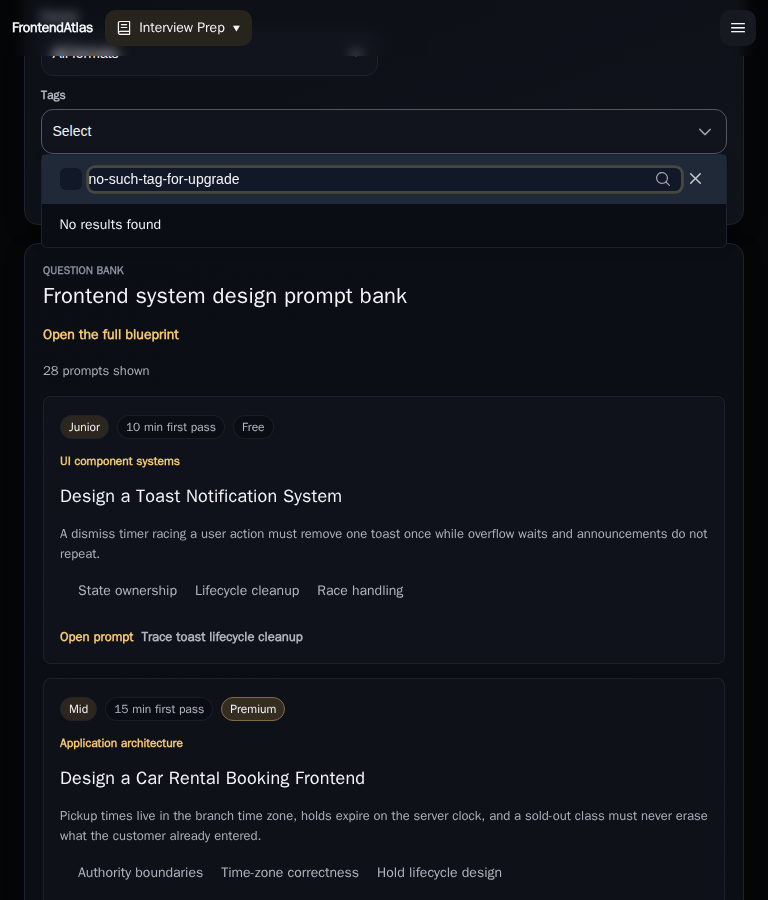 FrontendAtlas
Interview Prep ▾
Tags
Select
no-such-tag-for-upgrade
No results found
QUESTION BANK
Frontend system design prompt bank
Open the full blueprint
28 prompts shown
Junior 10 min first pass Free
UI component systems
Design a Toast Notification System
A dismiss timer racing a user action must remove one toast once while overflow waits and announcements do not
repeat.
State ownership Lifecycle cleanup Race handling
Open prompt Trace toast lifecycle cleanup
Mid 15 min first pass Premium
Application architecture
Design a Car Rental Booking Frontend
Pickup times live in the branch time zone, holds expire on the server clock, and a sold-out class must never erase
what the customer already entered.
Authority boundaries Time-zone correctness Hold lifecycle design